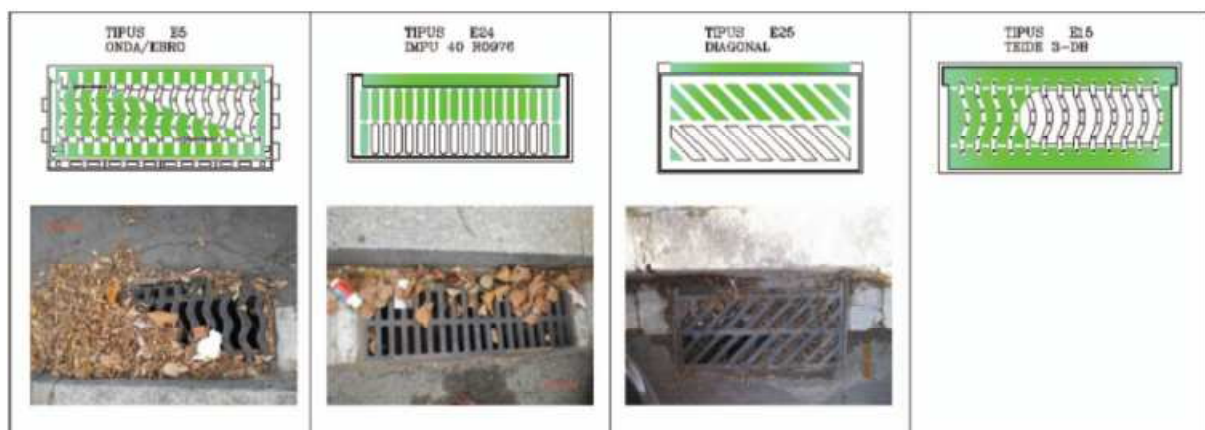 TIPUS E5
ONDA/EBRO
TIPUS E24
IMPU 40 R0976
TIPUS E25
DIAGONAL
TIPUS E15
TEIDE 3-DB